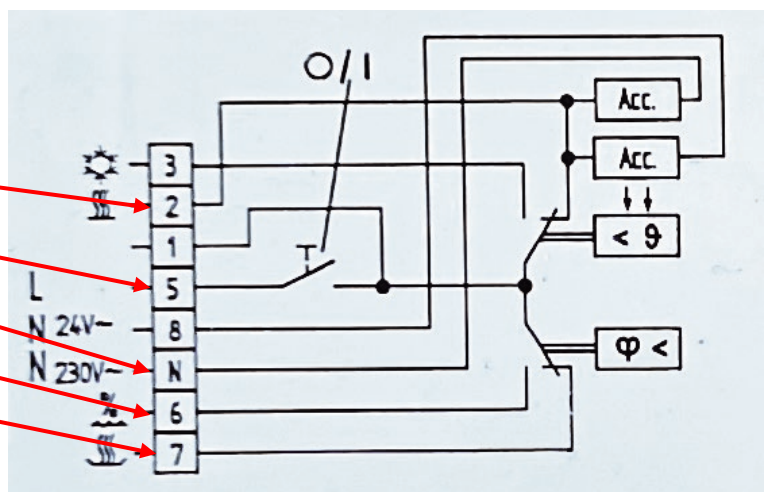 O/I
Acc.
Acc.
3
2
1
< ϑ
5
L
N 24V~
8
φ <
N 230V~
N
%
6
7